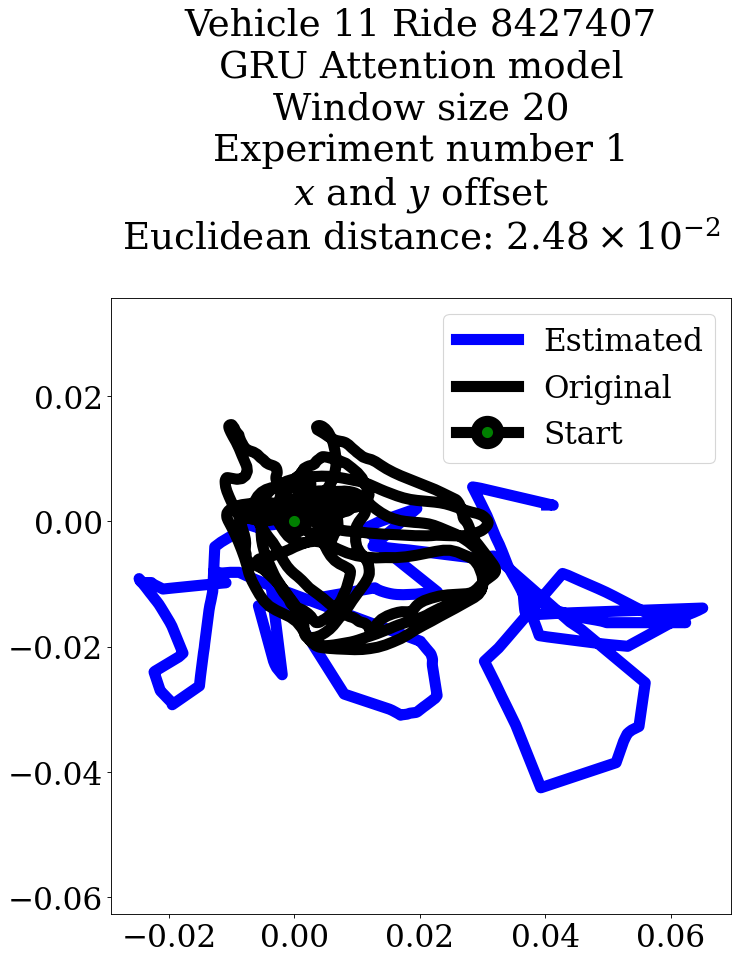 Vehicle 11 Ride 8427407
GRU Attention model
Window size 20
Experiment number 1
x and y offset
Euclidean distance: 2.48 × 10⁻²
Estimated
Original
Start
0.02
0.00
−0.02
−0.04
−0.06
−0.02 0.00 0.02 0.04 0.06